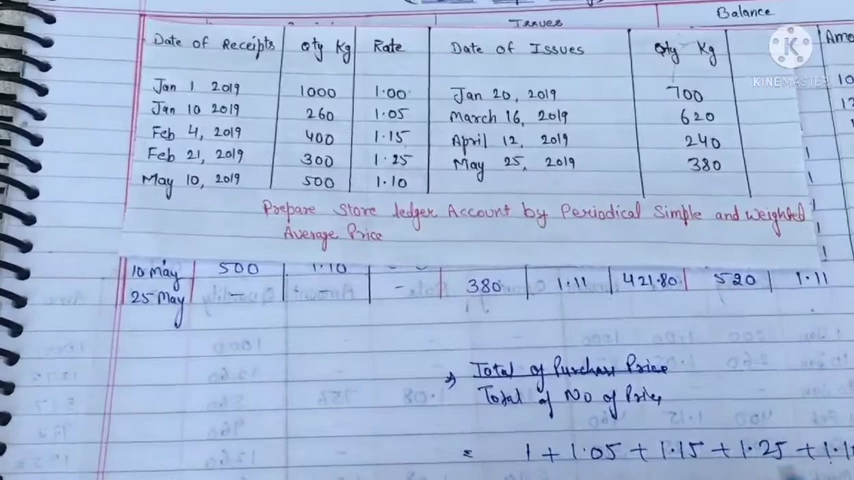 Issues Balance
Date of Receipts Qty Kg Rate Date of Issues Qty Kg
Jan 1 2019 1000 1.00 Jan 20, 2019 700
Jan 10 2019 260 1.05 March 16, 2019 620
Feb 4, 2019 400 1.15 April 12, 2019 240
Feb 21, 2019 300 1.25 May 25, 2019 380
May 10, 2019 500 1.10
Prepare Store ledger Account by Periodical Simple and weighted
Average Price
K
KINEMASTER
10 May 500 1.10
25 May - - - 380 1.11 421.80 520 1.11
Total of Purchase Price
Total of No of Prices
= 1 + 1.05 + 1.15 + 1.25 + 1.1